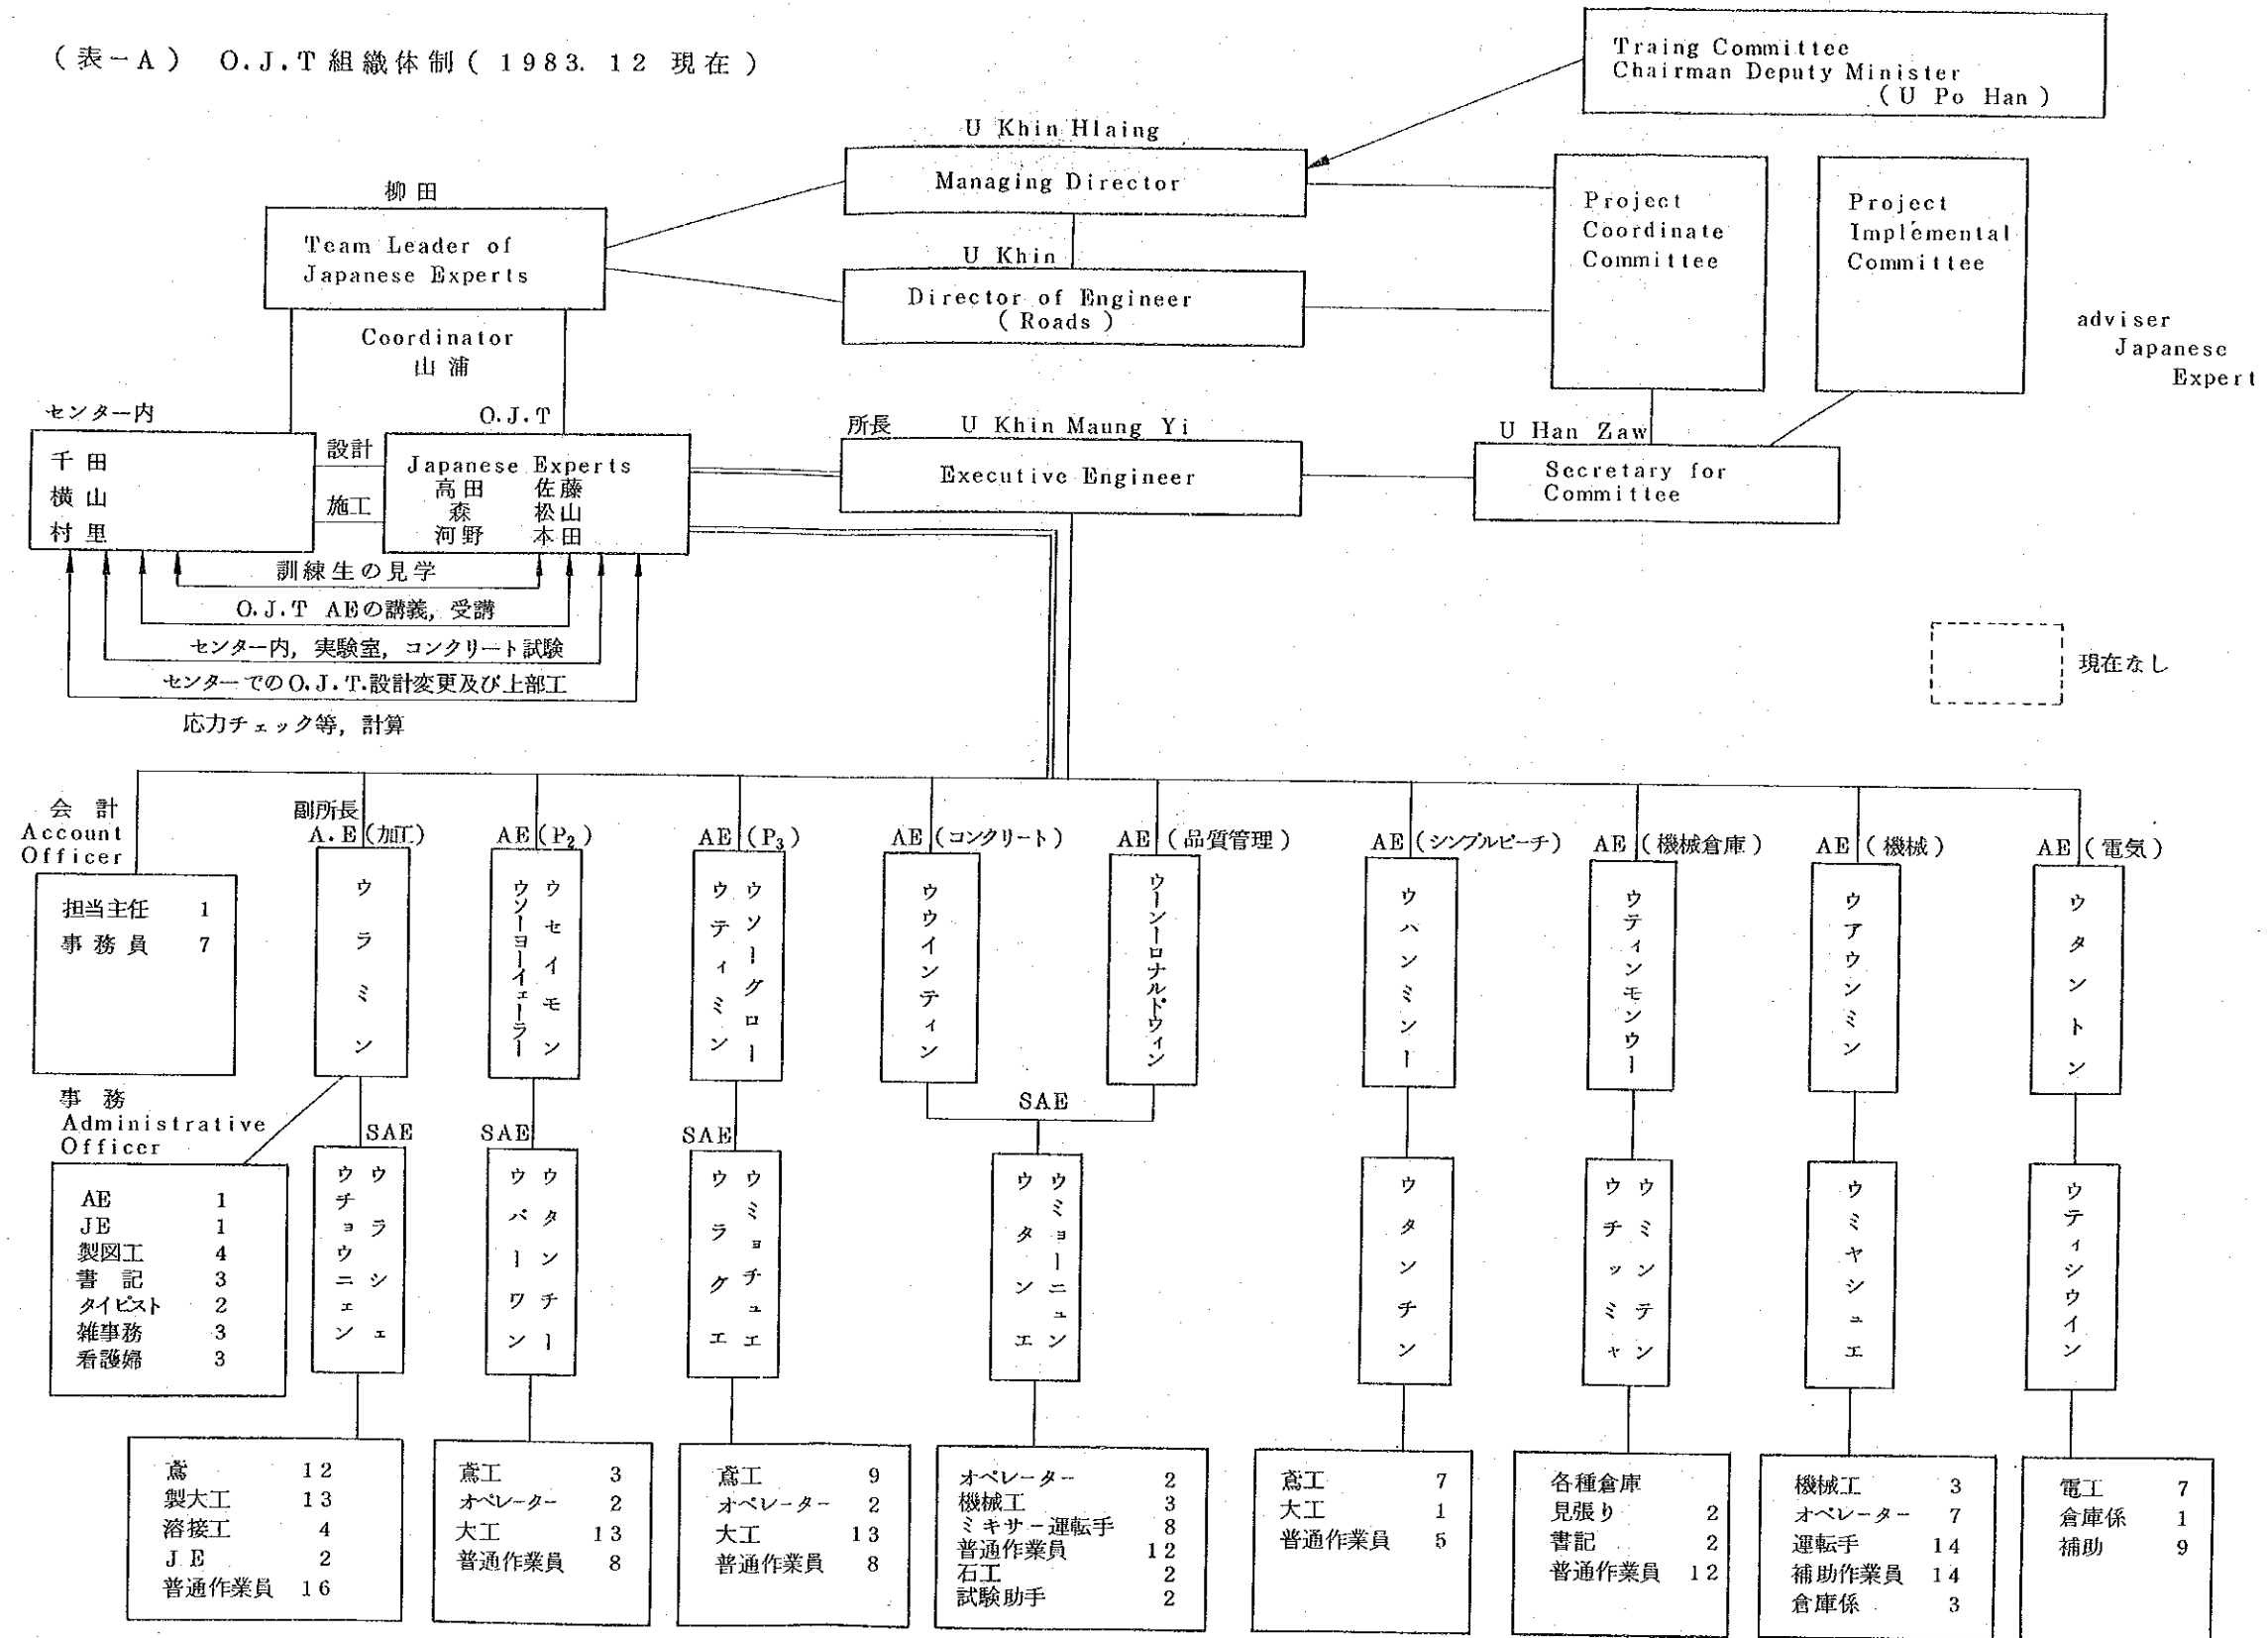 （表－A） O.J.T組織体制（1983.12 現在）
Traing Committee
Chairman Deputy Minister
（U Po Han）
U Khin Hlaing
Managing Director
柳田
Team Leader of
Japanese Experts
U Khin
Director of Engineer
（Roads）
Project
Coordinate
Committee
Project
Implemental
Committee
adviser
Japanese
Expert
Coordinator
山浦
センター内
千田
横山
村里
設計
施工
O.J.T
Japanese Experts
高田 佐藤
森 松山
河野 本田
所長 U Khin Maung Yi
Executive Engineer
U Han Zaw
Secretary for
Committee
訓練生の見学
O.J.T AEの講義，受講
センター内，実験室，コンクリート試験
センターでのO.J.T.設計変更及び上部工
応力チェック等，計算
現在なし
会計
Account
Officer
担当主任 1
事務員 7
副所長
A.E（加工）
ウラミン
AE（P₂）
ウセイモン
ウソーヨーイェーラー
AE（P₃）
ウソーグロー
ウティミン
AE（コンクリート）
ウウインティン
AE（品質管理）
ウーンーロナルドウィン
AE（シンプルピーチ）
ウハンミンー
AE（機械倉庫）
ウティンモンウー
AE（機械）
ウアウンミン
AE（電気）
ウタントン
事務
Administrative
Officer
AE 1
JE 1
製図工 4
書記 3
タイピスト 2
雑事務 3
看護婦 3
SAE
ウラシェ
ウチョウニェン
SAE
ウタンチー
ウバーワン
SAE
ウミョチュエ
ウラグエ
SAE
ウミョーニュン
ウタンエ
ウタンチン
ウミンテン
ウチッミャ
ウミヤシュエ
ウティシウイン
鳶 12
製大工 13
溶接工 4
J.E 2
普通作業員 16
鳶工 3
オペレーター 2
大工 13
普通作業員 8
鳶工 9
オペレーター 2
大工 13
普通作業員 8
オペレーター 2
機械工 3
ミキサー運転手 8
普通作業員 12
石工 2
試験助手 2
鳶工 7
大工 1
普通作業員 5
各種倉庫
見張り 2
書記 2
普通作業員 12
機械工 3
オペレーター 7
運転手 14
補助作業員 14
倉庫係 3
電工 7
倉庫係 1
補助 9